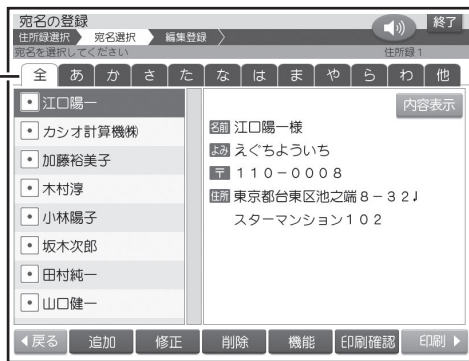 宛名の登録
終了
住所録選択 宛名選択 編集登録
宛名を選択してください 住所録1
全 あ か さ た な は ま や ら わ 他
江口陽一
カシオ計算機㈱
加藤裕美子
木村淳
小林陽子
坂木次郎
田村純一
山口健一
内容表示
名前 江口陽一様
よみ えぐちよういち
〒 110-0008
住所 東京都台東区池之端8-32↲
スターマンション102
戻る 追加 修正 削除 機能 印刷確認 印刷